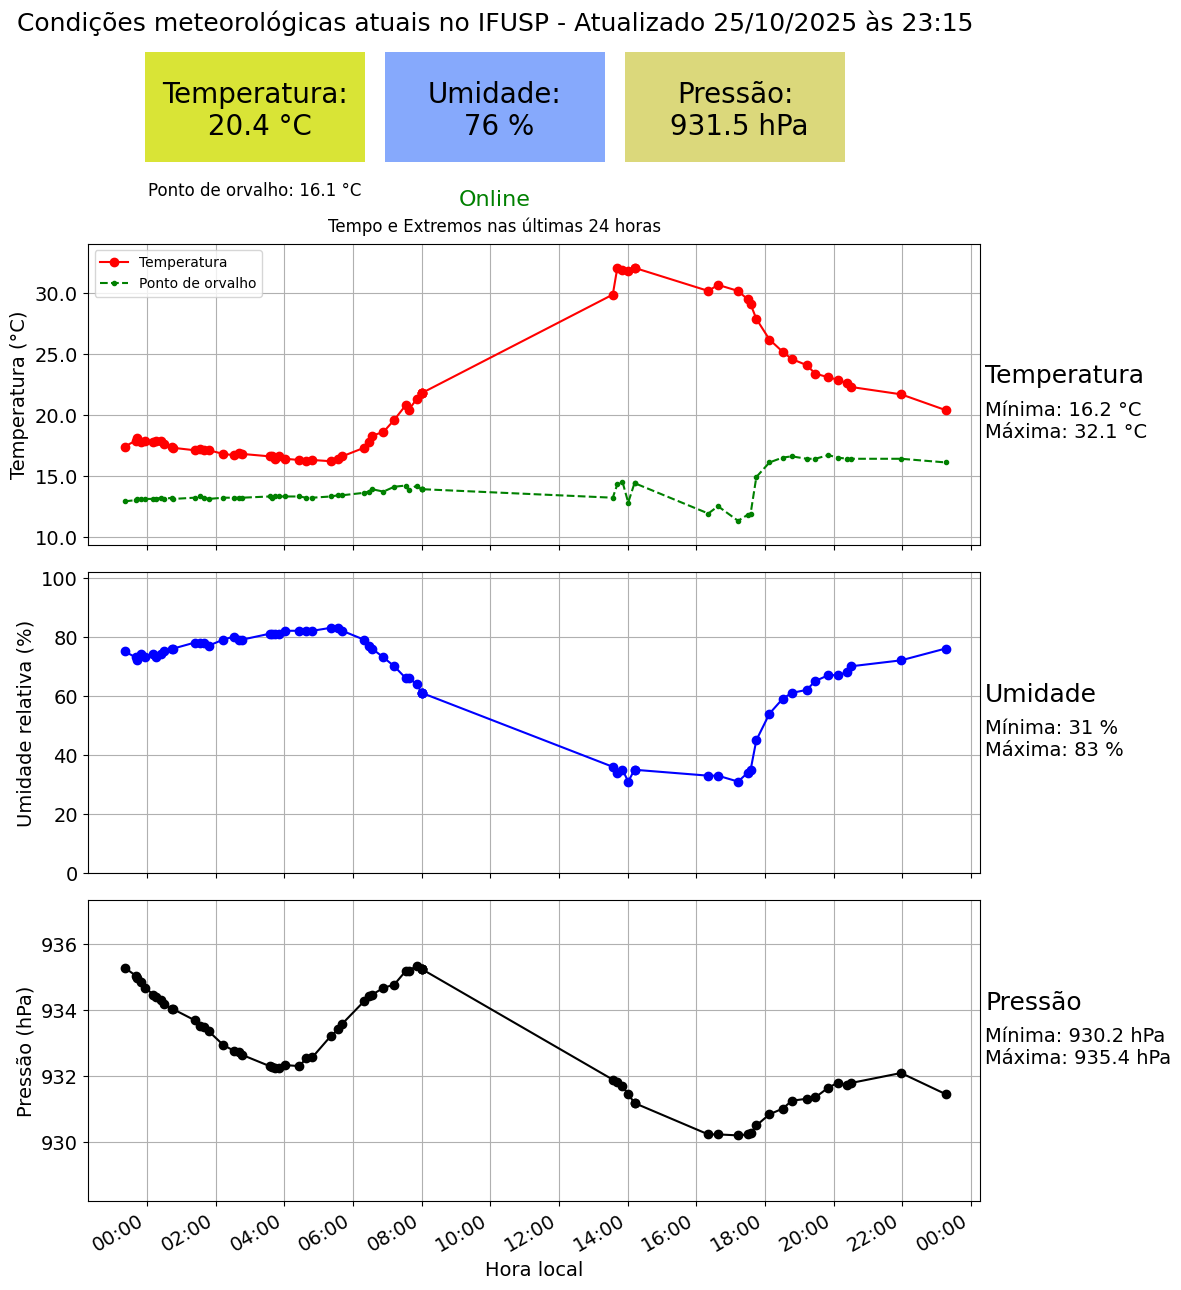 Condições meteorológicas atuais no IFUSP - Atualizado 25/10/2025 às 23:15
Temperatura:
20.4 °C
Umidade:
76 %
Pressão:
931.5 hPa
Ponto de orvalho: 16.1 °C
Online
Tempo e Extremos nas últimas 24 horas
Temperatura
Ponto de orvalho
Temperatura (°C)
30.0
25.0
20.0
15.0
10.0
Temperatura
Mínima: 16.2 °C
Máxima: 32.1 °C
Umidade relativa (%)
100
80
60
40
20
0
Umidade
Mínima: 31 %
Máxima: 83 %
Pressão (hPa)
936
934
932
930
Pressão
Mínima: 930.2 hPa
Máxima: 935.4 hPa
00:00 02:00 04:00 06:00 08:00 10:00 12:00 14:00 16:00 18:00 20:00 22:00 00:00
Hora local